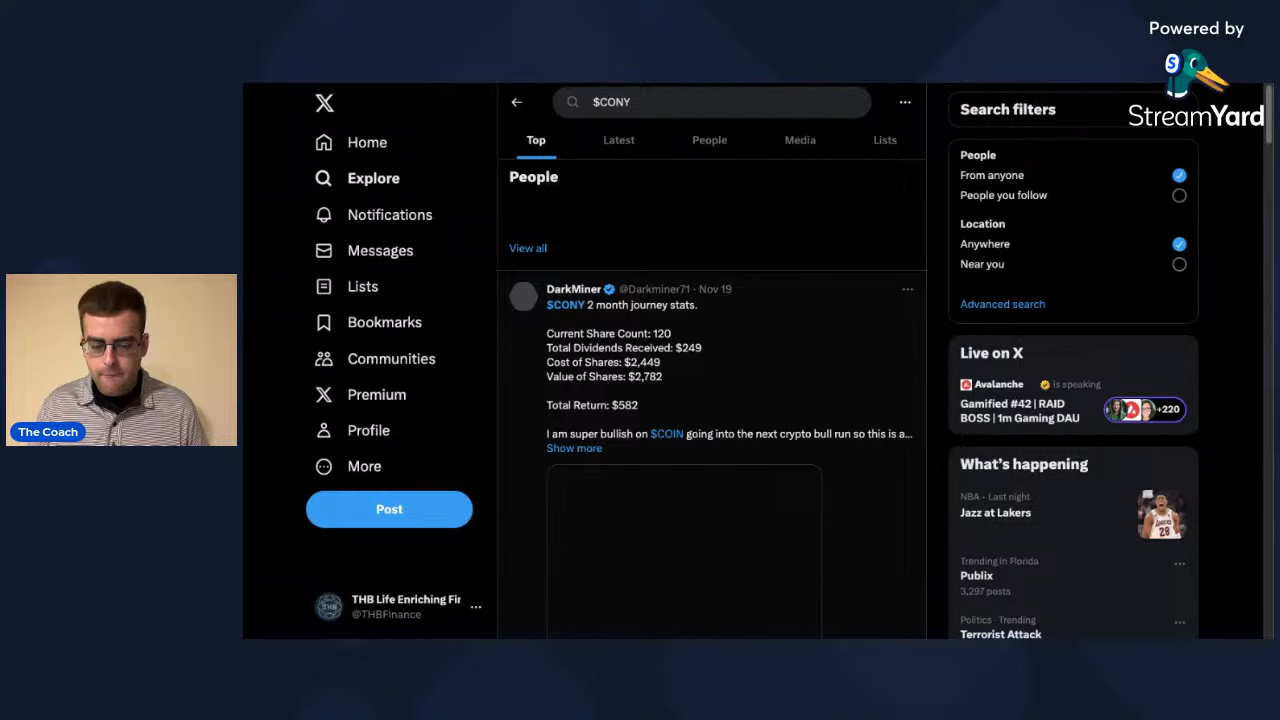 Powered by
StreamYard
The Coach
Home
Explore
Notifications
Messages
Lists
Bookmarks
Communities
Premium
Profile
More
Post
THB Life Enriching Fir
@THBFinance
$CONY
Top
Latest
People
Media
Lists
People
View all
DarkMiner @Darkminer71 · Nov 19
$CONY 2 month journey stats.
Current Share Count: 120
Total Dividends Received: $249
Cost of Shares: $2,449
Value of Shares: $2,782
Total Return: $582
I am super bullish on $COIN going into the next crypto bull run so this is a...
Show more
Search filters
People
From anyone
People you follow
Location
Anywhere
Near you
Advanced search
Live on X
Avalanche is speaking
Gamified #42 | RAID
BOSS | 1m Gaming DAU
+220
What's happening
NBA · Last night
Jazz at Lakers
Trending in Florida
Publix
3,297 posts
Politics · Trending
Terrorist Attack